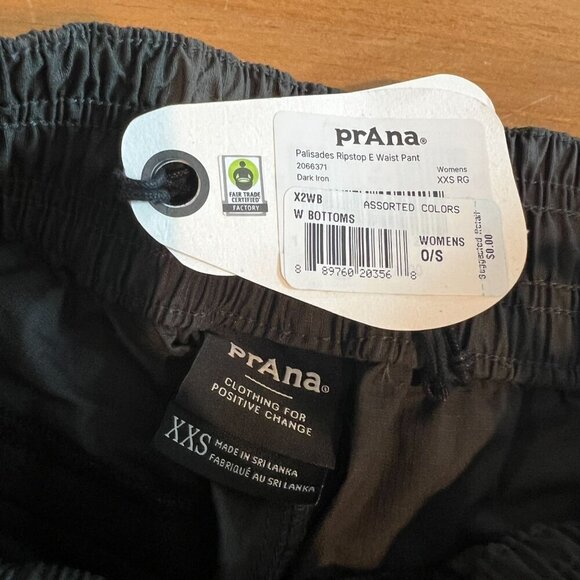 prAna®
Palisades Ripstop E Waist Pant
2066371
Womens
Dark Iron
XXS RG
X2WB
ASSORTED COLORS
W BOTTOMS
WOMENS
O/S
8 89760 20356 8
Suggested Retail
$0.00
FAIR TRADE
CERTIFIED
FACTORY
prAna®
CLOTHING FOR
POSITIVE CHANGE
XXS
MADE IN SRI LANKA
FABRIQUÉ AU SRI LANKA